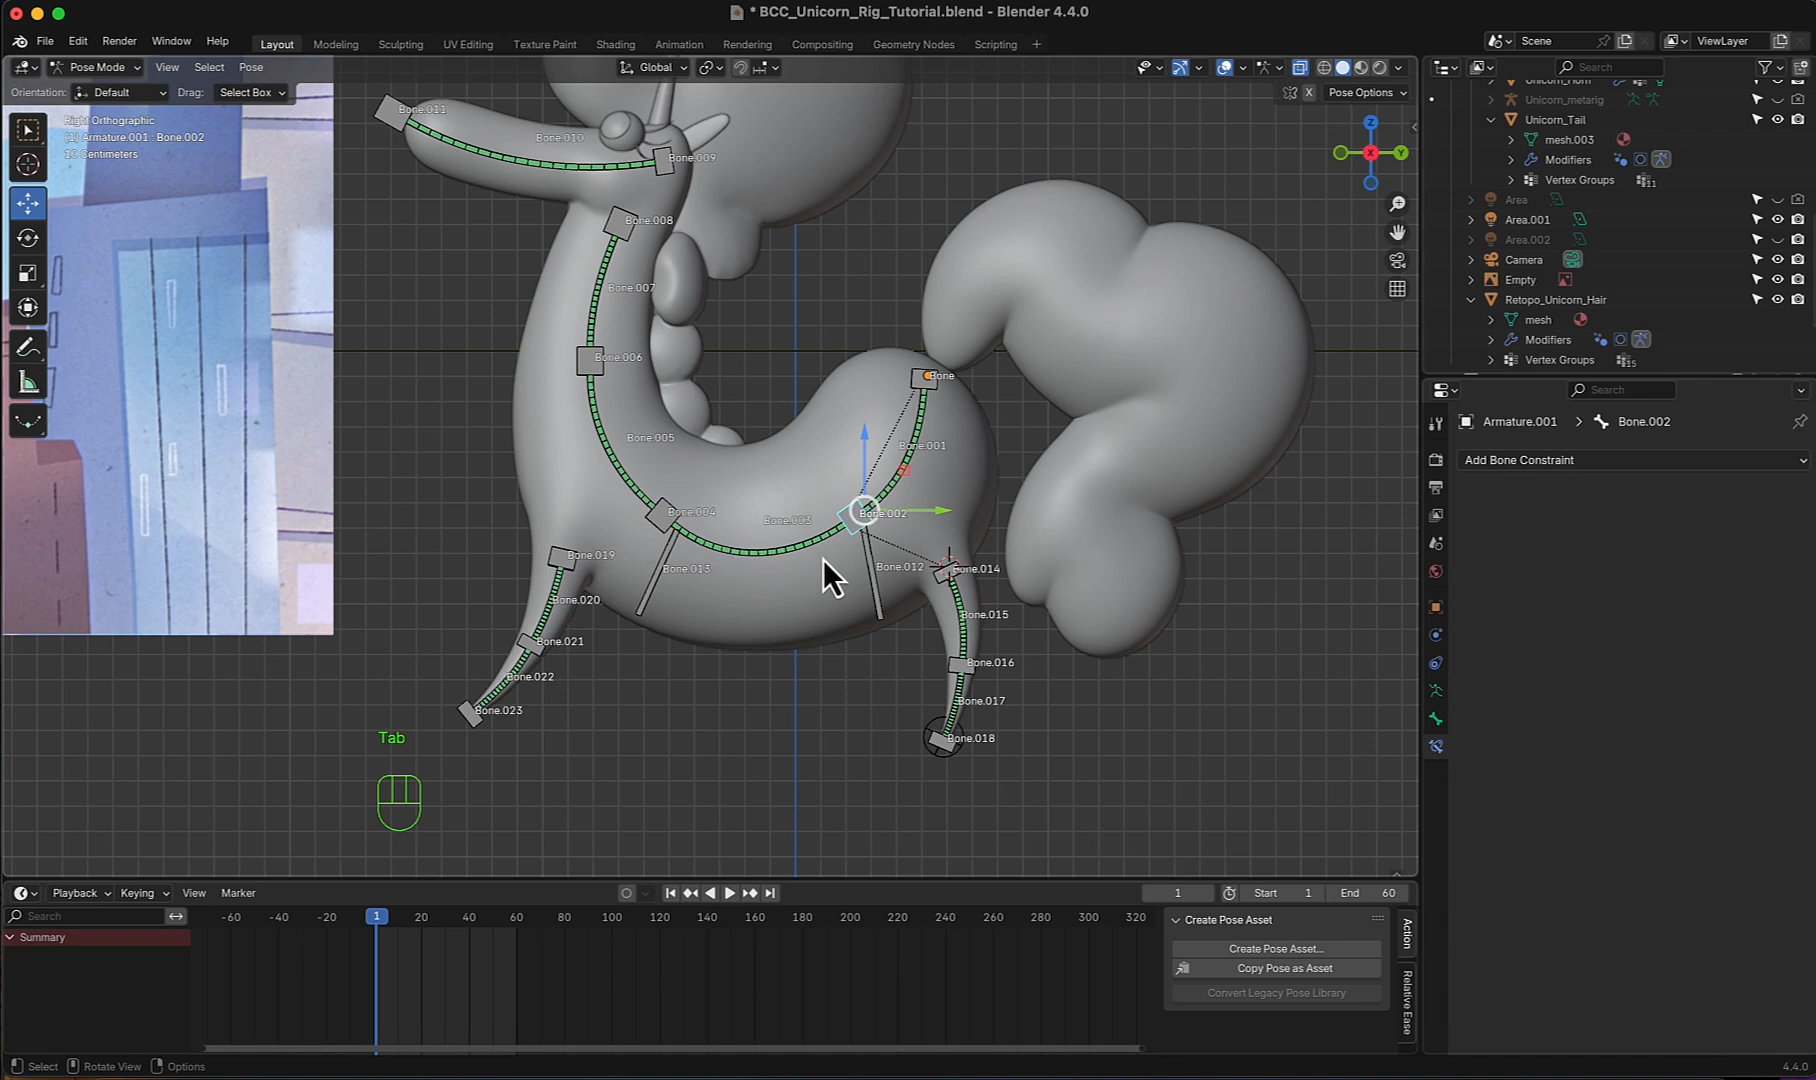 * BCC_Unicorn_Rig_Tutorial.blend - Blender 4.4.0
File Edit Render Window Help
Layout Modeling Sculpting UV Editing Texture Paint Shading Animation Rendering Compositing Geometry Nodes Scripting +
Scene
ViewLayer
Pose Mode View Select Pose
Global
Search
Orientation: Default Drag: Select Box
X Pose Options
Right Orthographic
(1) Armature.001 : Bone.002
10 Centimeters
Bone.011
Bone.010
Bone.009
Bone.008
Bone.007
Bone.006
Bone.005
Bone.004
Bone.003
Bone
Bone.001
Bone.002
Bone.012
Bone.013
Bone.014
Bone.015
Bone.016
Bone.017
Bone.018
Bone.019
Bone.020
Bone.021
Bone.022
Bone.023
Z
X
Y
Tab
Unicorn_Horn
Unicorn_metarig
Unicorn_Tail
mesh.003
Modifiers
Vertex Groups 11
Area
Area.001
Area.002
Camera
Empty
Retopo_Unicorn_Hair
mesh
Modifiers
Vertex Groups 15
Search
Armature.001 > Bone.002
Add Bone Constraint
Playback Keying View Marker
1 Start 1 End 60
Search
-60 -40 -20 1 20 40 60 80 100 120 140 160 180 200 220 240 260 280 300 320
Summary
Create Pose Asset
Create Pose Asset...
Copy Pose as Asset
Convert Legacy Pose Library
Action
Relative Ease
Select Rotate View Options
4.4.0